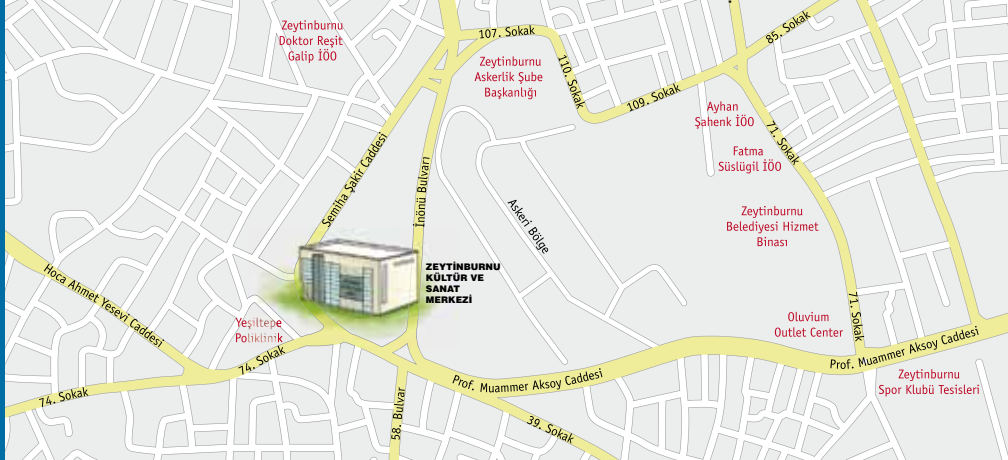 Zeytinburnu
Doktor Reşit
Galip İÖO
107. Sokak
85. Sokak
Zeytinburnu
Askerlik Şube
Başkanlığı
110. Sokak
109. Sokak
Ayhan
Şahenk İÖO
71. Sokak
Fatma
Süslügil İÖO
Semiha Şakir Caddesi
İnönü Bulvarı
Askeri Bölge
Zeytinburnu
Belediyesi Hizmet
Binası
ZEYTİNBURNU
KÜLTÜR VE
SANAT
MERKEZİ
Hoca Ahmet Yesevi Caddesi
71. Sokak
Yeşiltepe
Poliklinik
Oluvium
Outlet Center
74. Sokak
Prof. Muammer Aksoy Caddesi
Prof. Muammer Aksoy Caddesi
Zeytinburnu
Spor Klubü Tesisleri
74. Sokak
58. Bulvar
39. Sokak